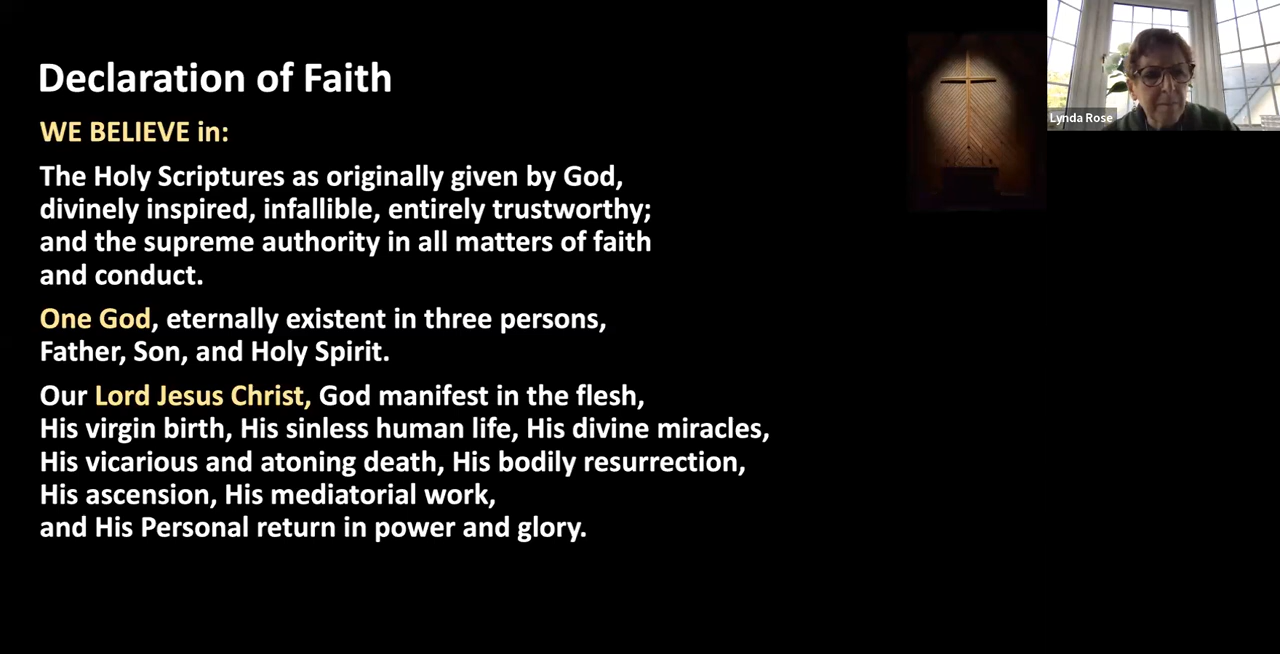 Declaration of Faith
WE BELIEVE in:
The Holy Scriptures as originally given by God,
divinely inspired, infallible, entirely trustworthy;
and the supreme authority in all matters of faith
and conduct.
One God, eternally existent in three persons,
Father, Son, and Holy Spirit.
Our Lord Jesus Christ, God manifest in the flesh,
His virgin birth, His sinless human life, His divine miracles,
His vicarious and atoning death, His bodily resurrection,
His ascension, His mediatorial work,
and His Personal return in power and glory.
Lynda Rose